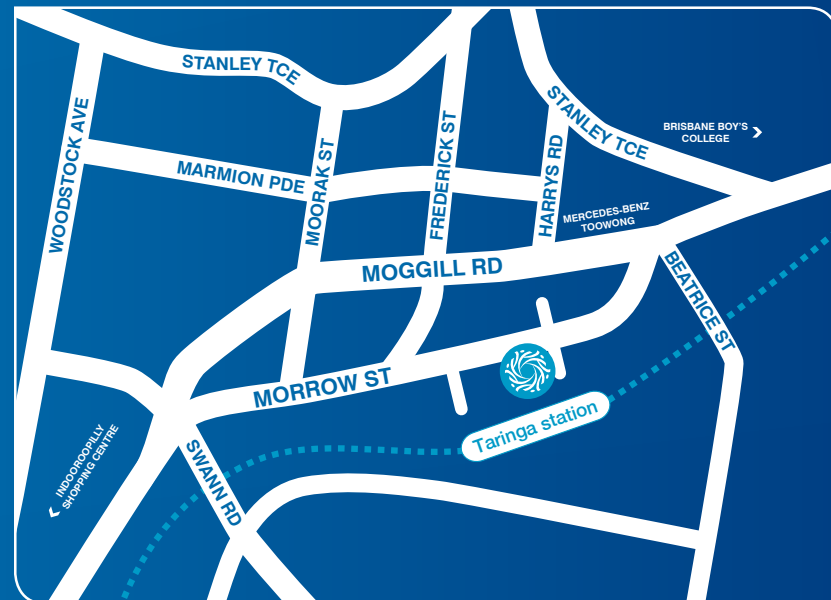 STANLEY TCE
STANLEY TCE
BRISBANE BOY'S
COLLEGE
WOODSTOCK AVE
MARMION PDE
MOORAK ST
FREDERICK ST
HARRYS RD
MERCEDES-BENZ
TOOWONG
MOGGILL RD
BEATRICE ST
MORROW ST
Taringa station
INDOOROOPILLY
SHOPPING CENTRE
SWANN RD